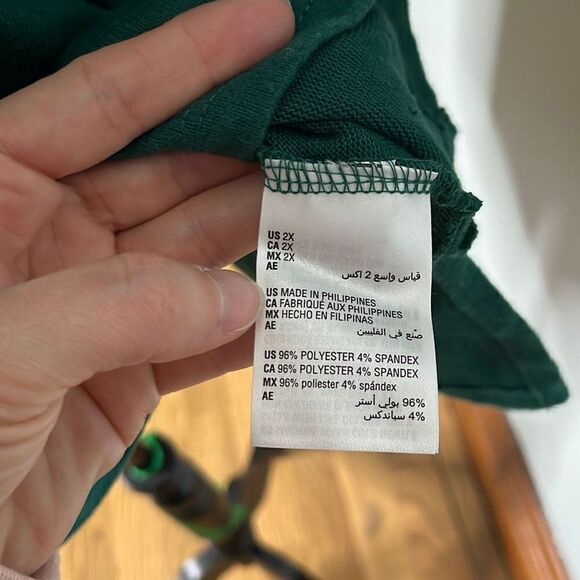 US 2X
CA 2X
MX 2X
AE
قياس واسع 2 اكس
US MADE IN PHILIPPINES
CA FABRIQUÉ AUX PHILIPPINES
MX HECHO EN FILIPINAS
AE
صنع في الفلبين
US 96% POLYESTER 4% SPANDEX
CA 96% POLYESTER 4% SPANDEX
MX 96% poliester 4% spándex
AE
96% بولي أستر
4% سباندكس